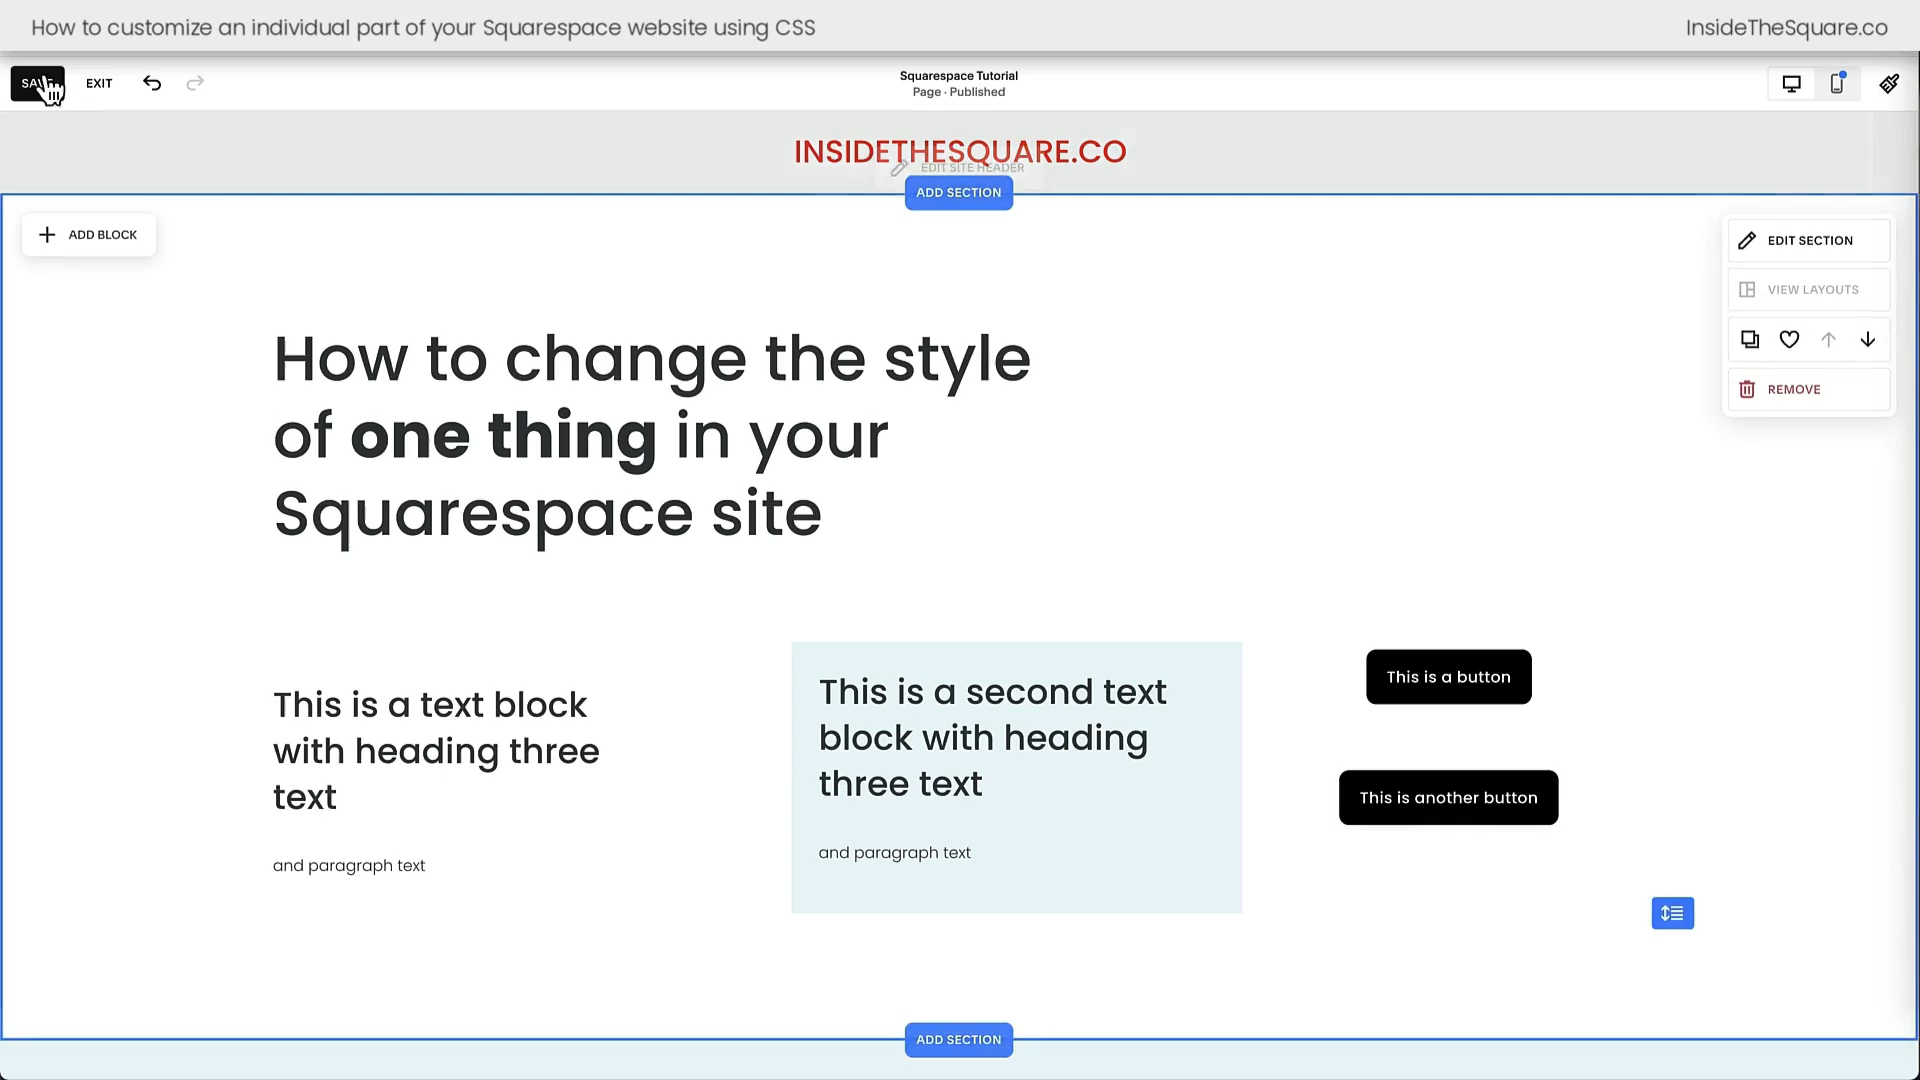 How to customize an individual part of your Squarespace website using CSS
InsideTheSquare.co
EXIT
Squarespace Tutorial
Page · Published
INSIDETHESQUARE.CO
EDIT SITE HEADER
ADD SECTION
ADD BLOCK
EDIT SECTION
VIEW LAYOUTS
REMOVE
How to change the style
of one thing in your
Squarespace site
This is a text block
with heading three
text
and paragraph text
This is a second text
block with heading
three text
and paragraph text
This is a button
This is another button
ADD SECTION